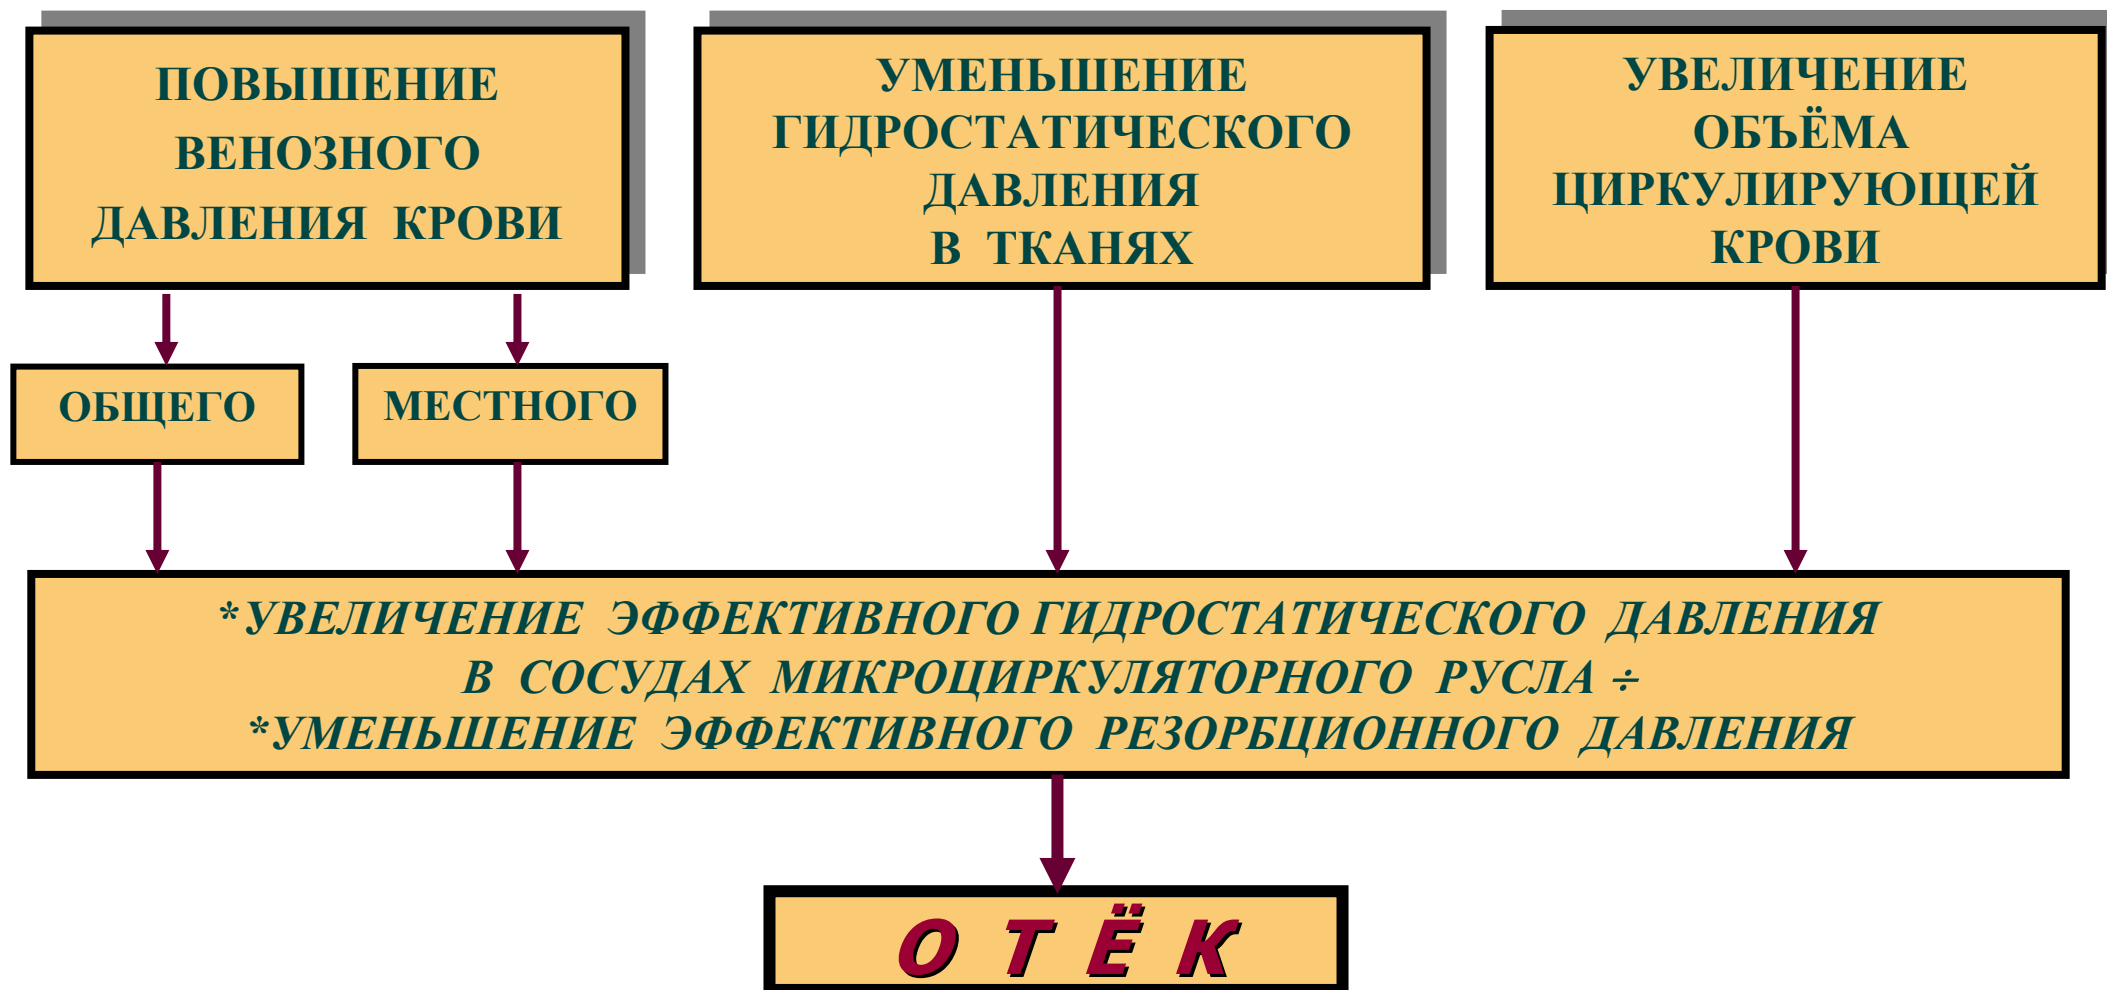 ПОВЫШЕНИЕ
ВЕНОЗНОГО
ДАВЛЕНИЯ КРОВИ
УМЕНЬШЕНИЕ
ГИДРОСТАТИЧЕСКОГО
ДАВЛЕНИЯ
В ТКАНЯХ
УВЕЛИЧЕНИЕ
ОБЪЁМА
ЦИРКУЛИРУЮЩЕЙ
КРОВИ
ОБЩЕГО
МЕСТНОГО
*УВЕЛИЧЕНИЕ ЭФФЕКТИВНОГО ГИДРОСТАТИЧЕСКОГО ДАВЛЕНИЯ
В СОСУДАХ МИКРОЦИРКУЛЯТОРНОГО РУСЛА ÷
*УМЕНЬШЕНИЕ ЭФФЕКТИВНОГО РЕЗОРБЦИОННОГО ДАВЛЕНИЯ
О Т Ё К